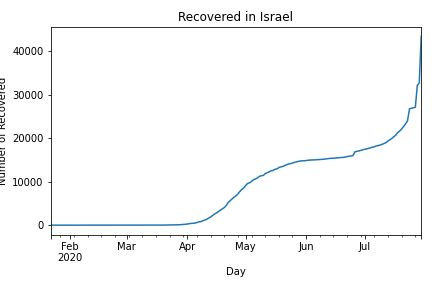 Recovered in Israel
Number of Recovered
40000
30000
20000
10000
0
Feb Mar Apr May Jun Jul
2020
Day